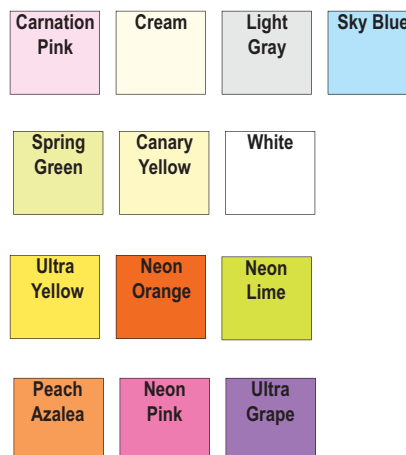 Carnation
Pink
Cream
Light
Gray
Sky Blue
Spring
Green
Canary
Yellow
White
Ultra
Yellow
Neon
Orange
Neon
Lime
Peach
Azalea
Neon
Pink
Ultra
Grape